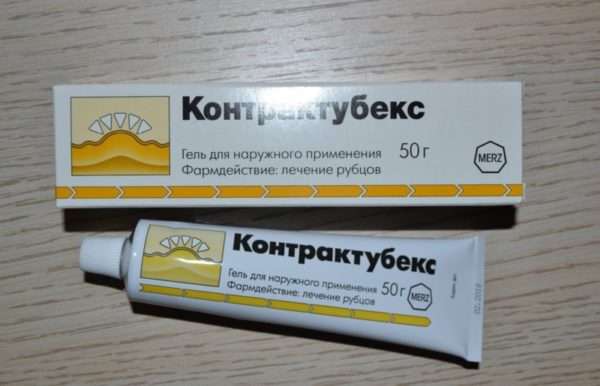 Контрактубекс
Гель для наружного применения 50 г
Фармдействие: лечение рубцов
MERZ
Контрактубекс
Гель для наружного применения 50 г
Фармдействие: лечение рубцов
MERZ